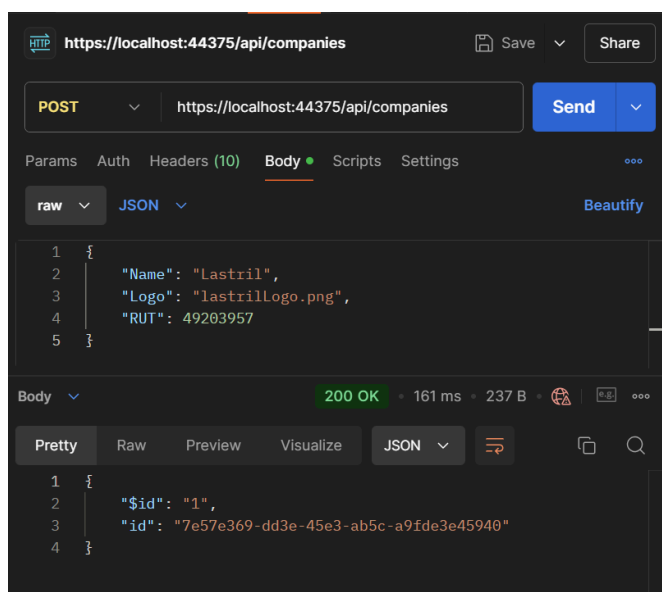 HTTP https://localhost:44375/api/companies Save Share
POST https://localhost:44375/api/companies Send
Params Auth Headers (10) Body Scripts Settings
raw JSON Beautify
1 {
2 "Name": "Lastril",
3 "Logo": "lastrilLogo.png",
4 "RUT": 49203957
5 }
Body 200 OK • 161 ms • 237 B • e.g.
Pretty Raw Preview Visualize JSON
1 {
2 "$id": "1",
3 "id": "7e57e369-dd3e-45e3-ab5c-a9fde3e45940"
4 }